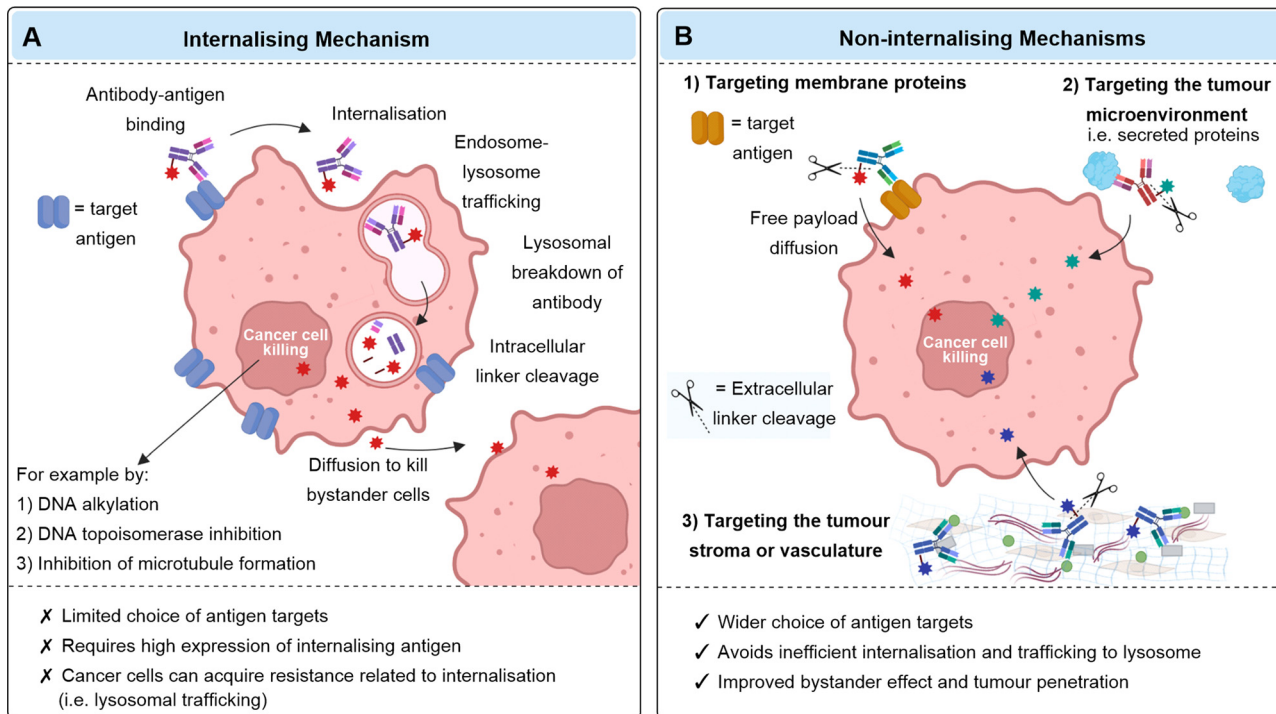 A
Internalising Mechanism
Antibody-antigen
binding
Internalisation
Endosome-
lysosome
trafficking
= target
antigen
Lysosomal
breakdown of
antibody
Cancer cell
killing
Intracellular
linker cleavage
Diffusion to kill
bystander cells
For example by:
1) DNA alkylation
2) DNA topoisomerase inhibition
3) Inhibition of microtubule formation
✗ Limited choice of antigen targets
✗ Requires high expression of internalising antigen
✗ Cancer cells can acquire resistance related to internalisation
(i.e. lysosomal trafficking)
B
Non-internalising Mechanisms
1) Targeting membrane proteins
= target
antigen
2) Targeting the tumour
microenvironment
i.e. secreted proteins
Free payload
diffusion
Cancer cell
killing
= Extracellular
linker cleavage
3) Targeting the tumour
stroma or vasculature
✓ Wider choice of antigen targets
✓ Avoids inefficient internalisation and trafficking to lysosome
✓ Improved bystander effect and tumour penetration